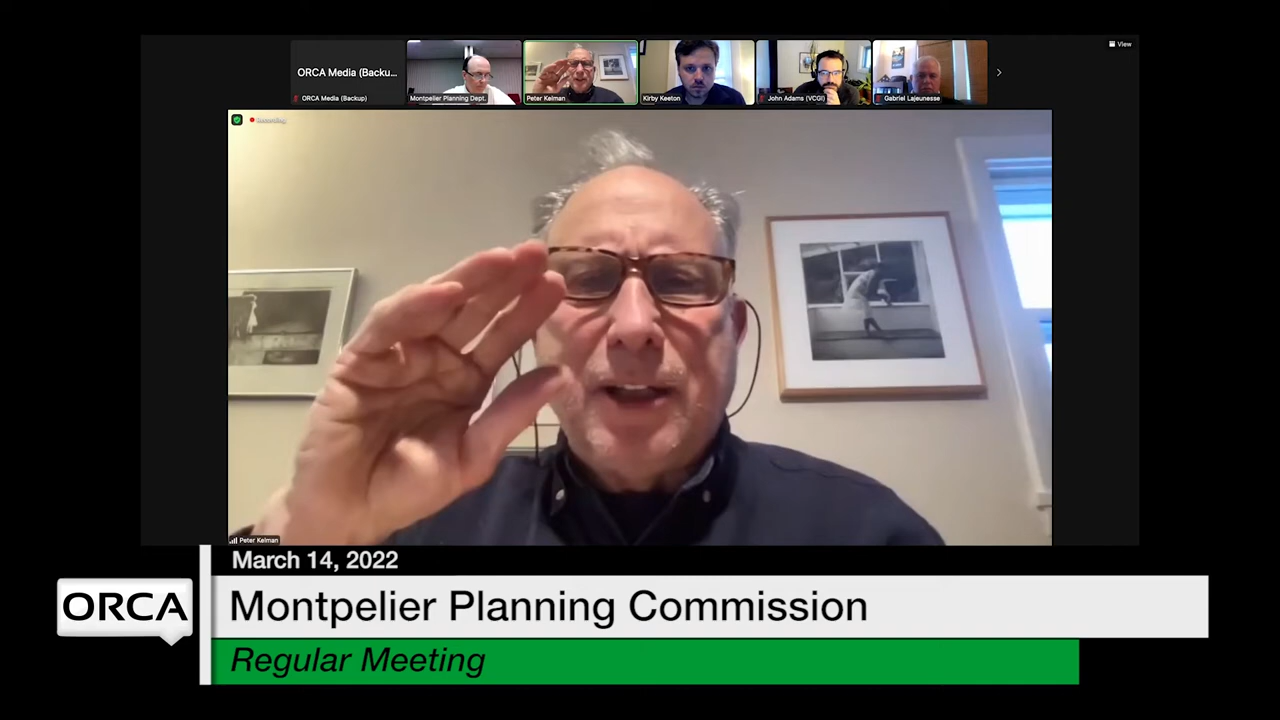 View
ORCA Media (Backu...
ORCA Media (Backup)
Montpelier Planning Dept.
Peter Kelman
Kirby Keeton
John Adams (VCGI)
Gabriel Lajeunesse
Recording
Peter Kelman
March 14, 2022
ORCA
Montpelier Planning Commission
Regular Meeting